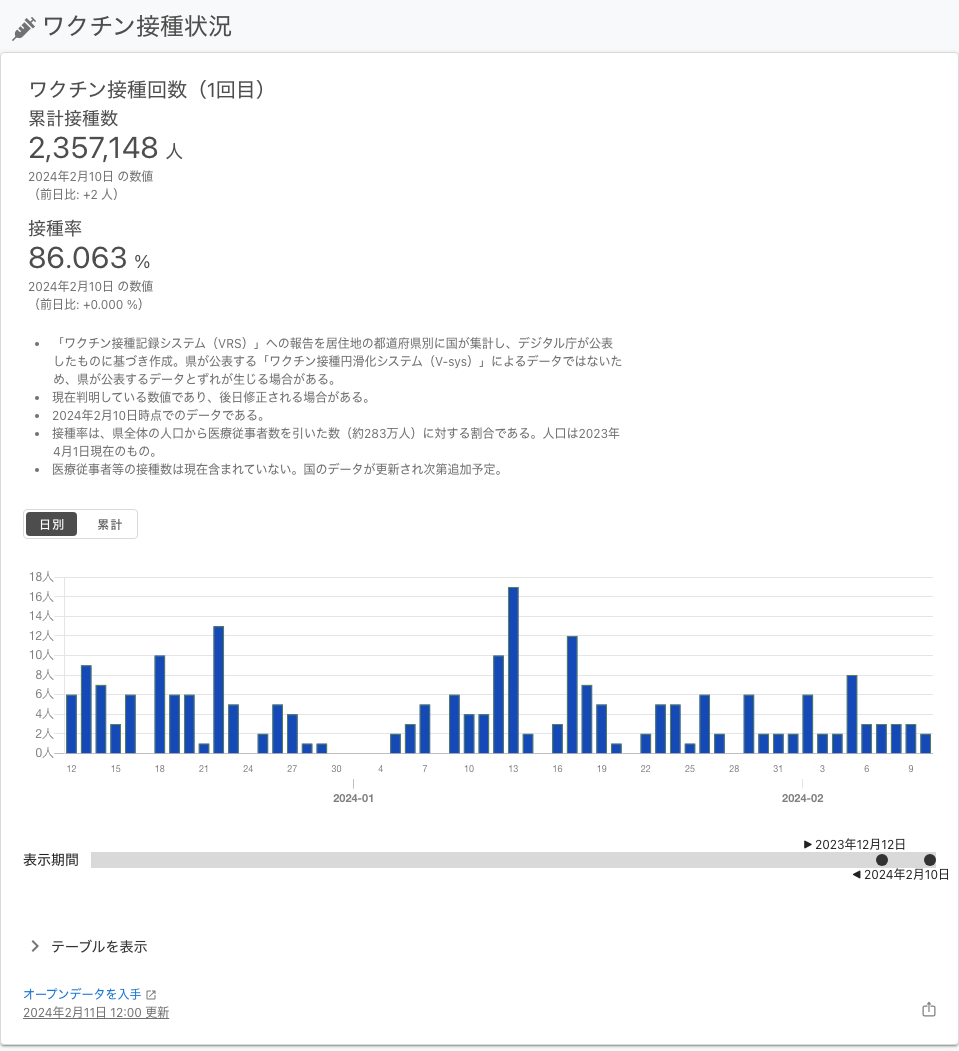 ワクチン接種状況
ワクチン接種回数（1回目）
累計接種数
2,357,148 人
2024年2月10日 の数値
（前日比: +2 人）
接種率
86.063 %
2024年2月10日 の数値
（前日比: +0.000 %）
• 「ワクチン接種記録システム（VRS）」への報告を居住地の都道府県別に国が集計し、デジタル庁が公表
したものに基づき作成。県が公表する「ワクチン接種円滑化システム（V-sys）」によるデータではないた
め、県が公表するデータとずれが生じる場合がある。
• 現在判明している数値であり、後日修正される場合がある。
• 2024年2月10日時点でのデータである。
• 接種率は、県全体の人口から医療従事者数を引いた数（約283万人）に対する割合である。人口は2023年
4月1日現在のもの。
• 医療従事者等の接種数は現在含まれていない。国のデータが更新され次第追加予定。
日別 累計
18人
16人
14人
12人
10人
8人
6人
4人
2人
0人
12 15 18 21 24 27 30 4 7 10 13 16 19 22 25 28 31 3 6 9
2024-01 2024-02
▶ 2023年12月12日
表示期間
◀ 2024年2月10日
テーブルを表示
オープンデータを入手
2024年2月11日 12:00 更新